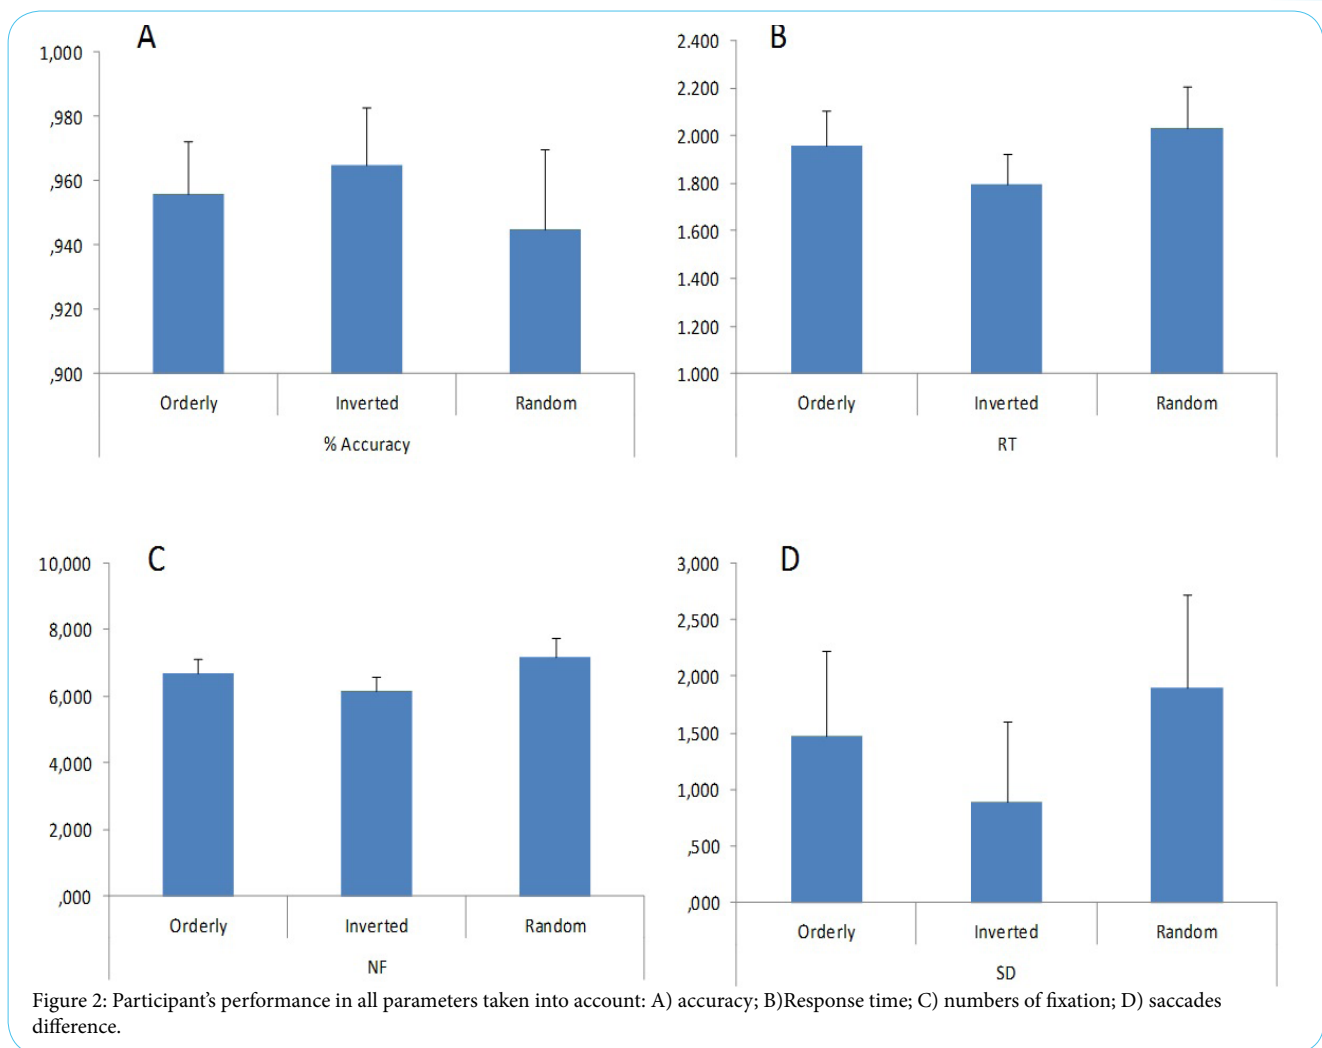 A
1,000
,980
,960
,940
,920
,900
Orderly Inverted Random
% Accuracy
B
2.400
2.200
2.000
1.800
1.600
1.400
1.200
1.000
Orderly Inverted Random
RT
C
10,000
8,000
6,000
4,000
2,000
,000
Orderly Inverted Random
NF
D
3,000
2,500
2,000
1,500
1,000
,500
,000
Orderly Inverted Random
SD
Figure 2: Participant's performance in all parameters taken into account: A) accuracy; B)Response time; C) numbers of fixation; D) saccades
difference.